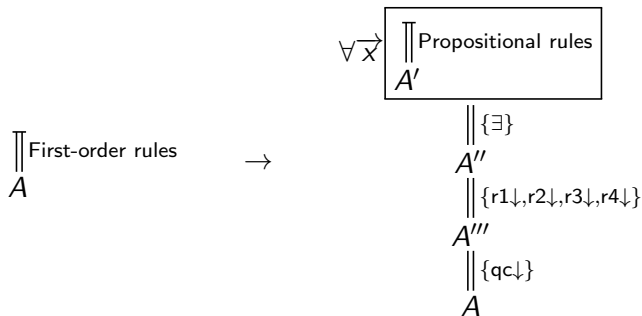 ∀x⃗ Propositional rules
A′
{∃}
First-order rules → A″
A {r1↓,r2↓,r3↓,r4↓}
A‴
{qc↓}
A